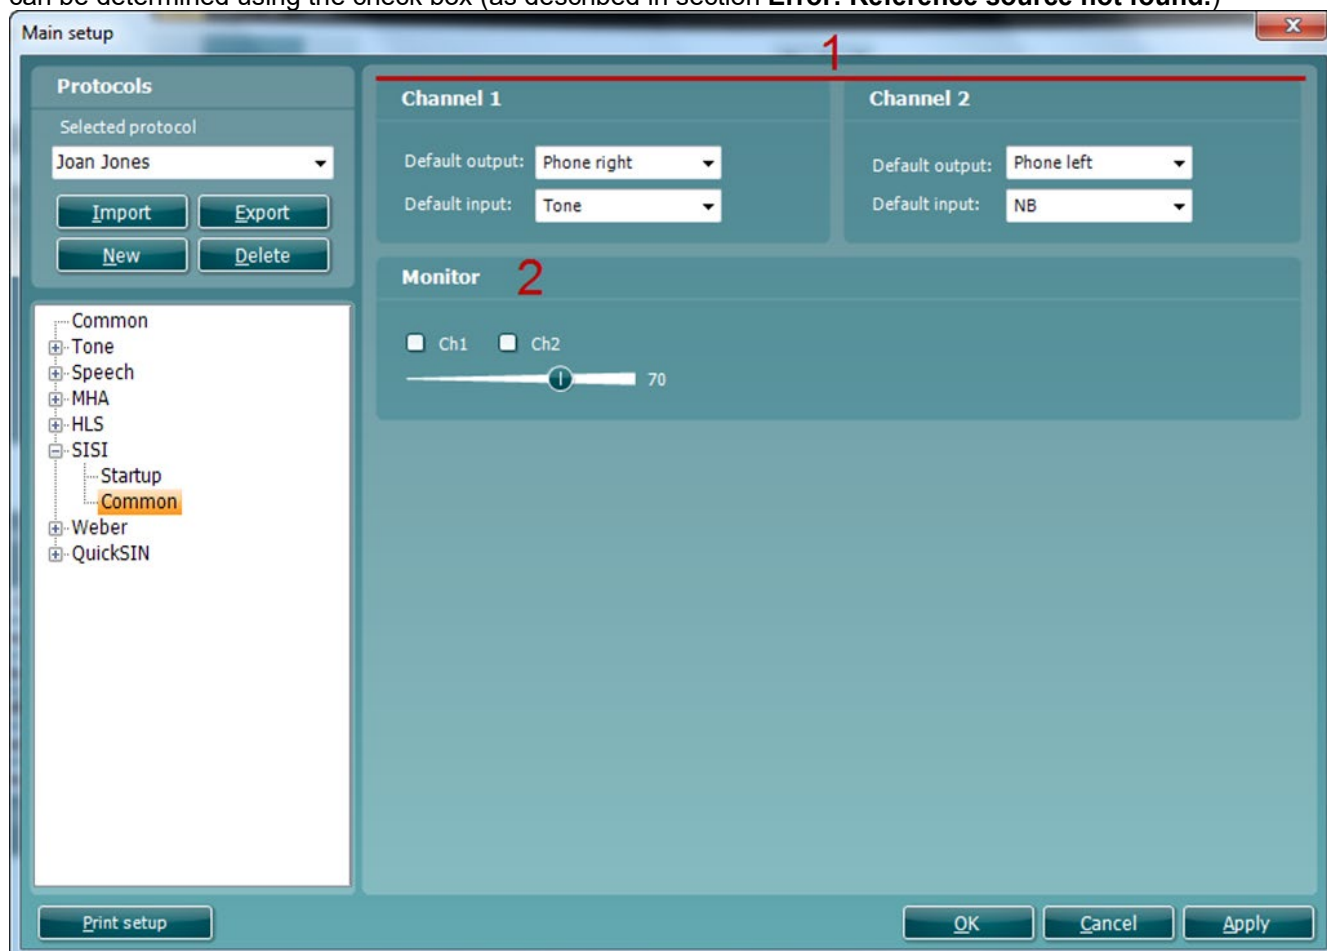 can be determined using the check box (as described in section Error! Reference source not found.)
Main setup
x
1
Protocols
Selected protocol
Joan Jones
Import Export
New Delete
Common
Tone
Speech
MHA
HLS
SISI
Startup
Common
Weber
QuickSIN
Channel 1
Default output: Phone right
Default input: Tone
Channel 2
Default output: Phone left
Default input: NB
Monitor 2
Ch1 Ch2
70
Print setup OK Cancel Apply